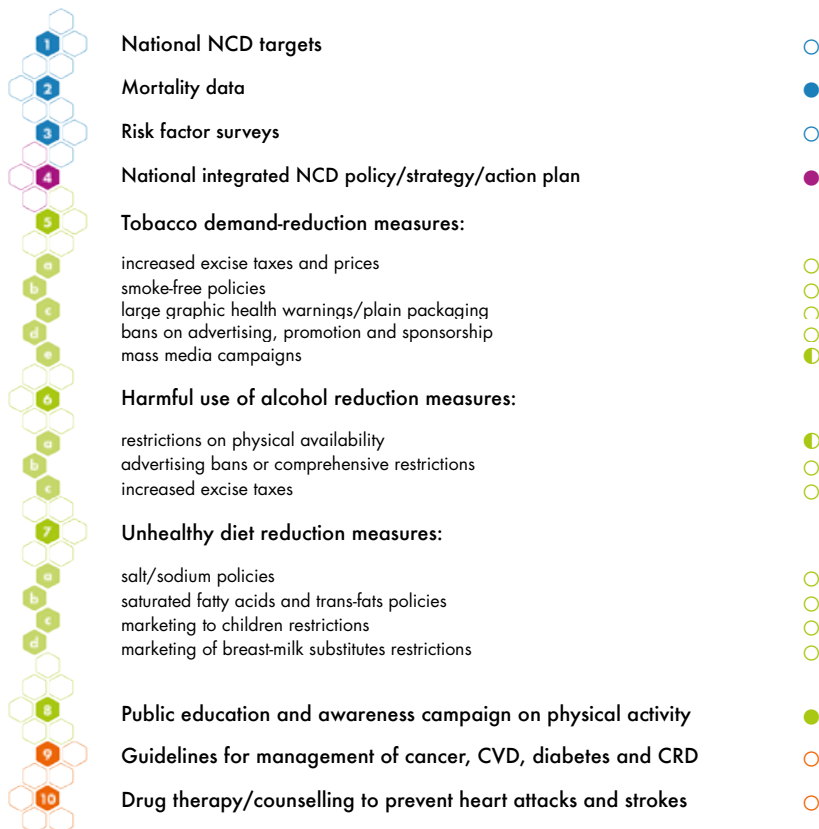 1 National NCD targets
2 Mortality data
3 Risk factor surveys
4 National integrated NCD policy/strategy/action plan
5 Tobacco demand-reduction measures:
a increased excise taxes and prices
b smoke-free policies
c large graphic health warnings/plain packaging
d bans on advertising, promotion and sponsorship
e mass media campaigns
6 Harmful use of alcohol reduction measures:
a restrictions on physical availability
b advertising bans or comprehensive restrictions
c increased excise taxes
7 Unhealthy diet reduction measures:
a salt/sodium policies
b saturated fatty acids and trans-fats policies
c marketing to children restrictions
d marketing of breast-milk substitutes restrictions
8 Public education and awareness campaign on physical activity
9 Guidelines for management of cancer, CVD, diabetes and CRD
10 Drug therapy/counselling to prevent heart attacks and strokes